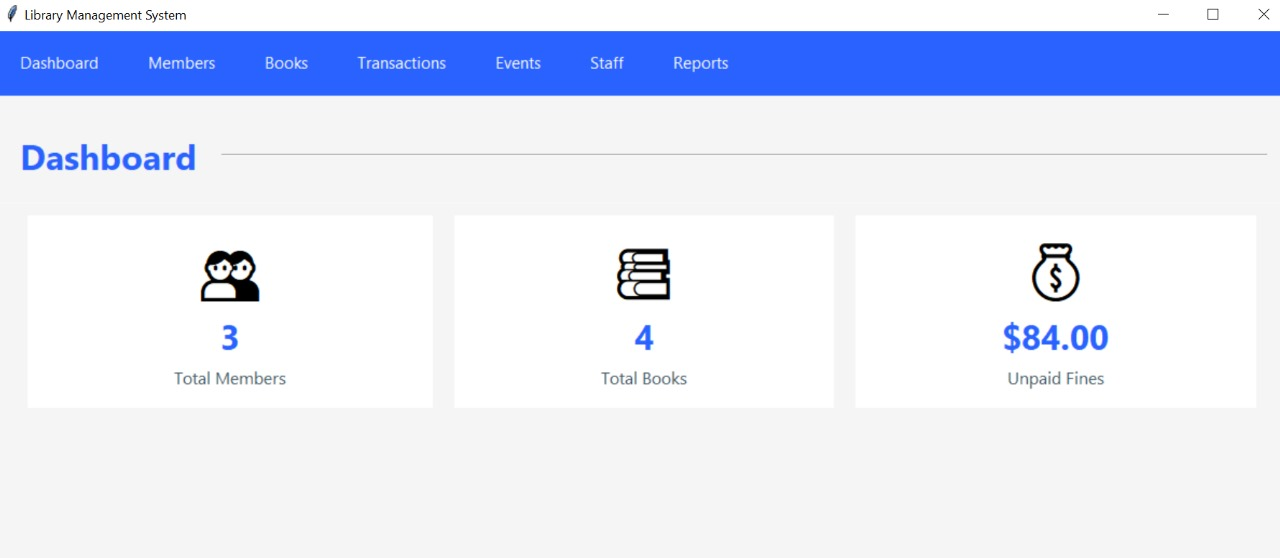 Library Management System
Dashboard Members Books Transactions Events Staff Reports
Dashboard
3 4 $84.00
Total Members Total Books Unpaid Fines